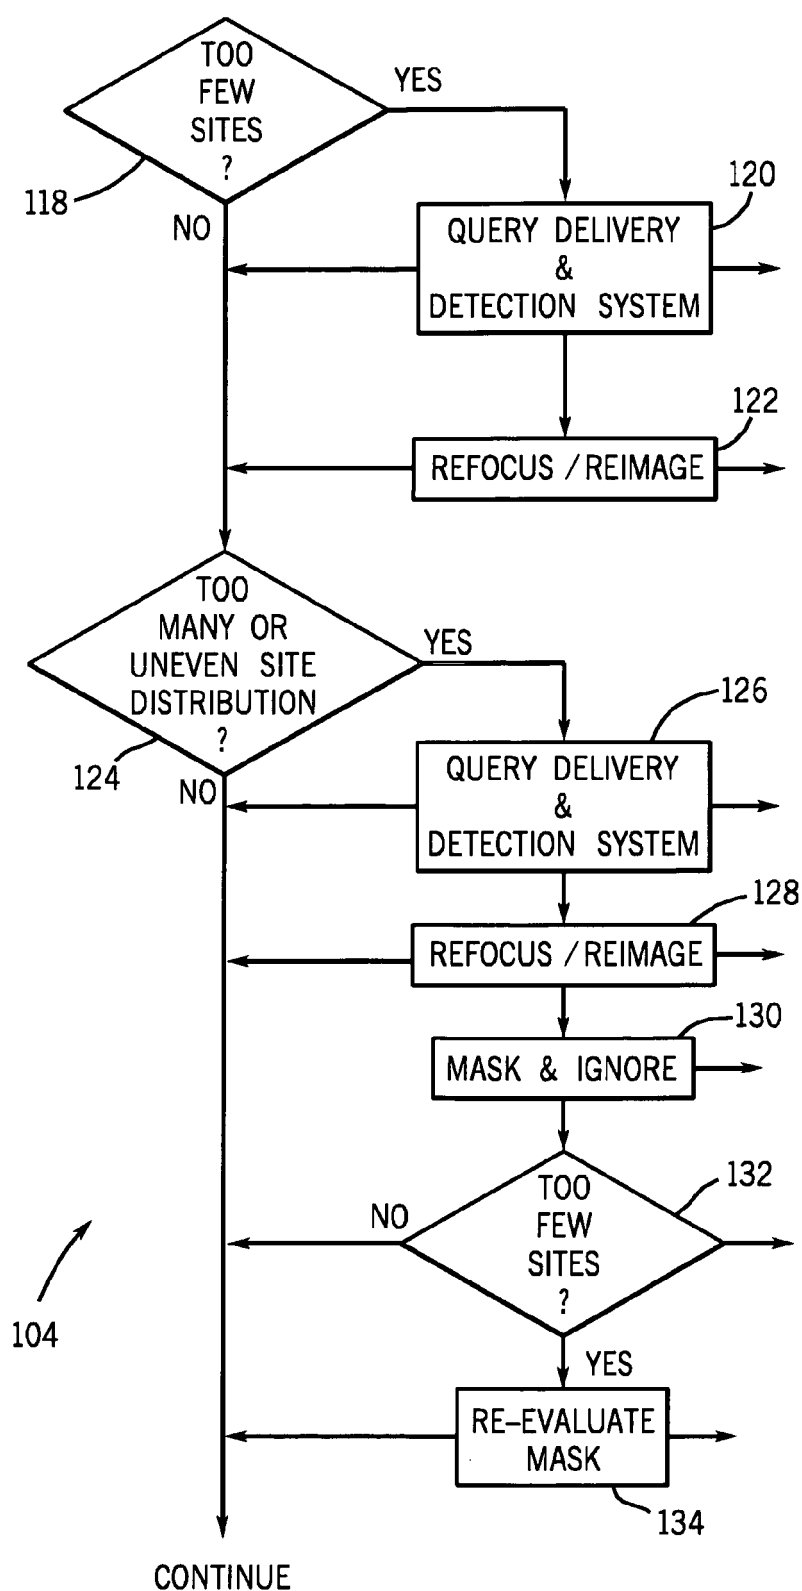 TOO
FEW
SITES
?
YES
118
NO
120
QUERY DELIVERY
&
DETECTION SYSTEM
122
REFOCUS / REIMAGE
TOO
MANY OR
UNEVEN SITE
DISTRIBUTION
?
YES
124
NO
126
QUERY DELIVERY
&
DETECTION SYSTEM
128
REFOCUS / REIMAGE
130
MASK & IGNORE
132
TOO
FEW
SITES
?
NO
YES
104
RE-EVALUATE
MASK
134
CONTINUE